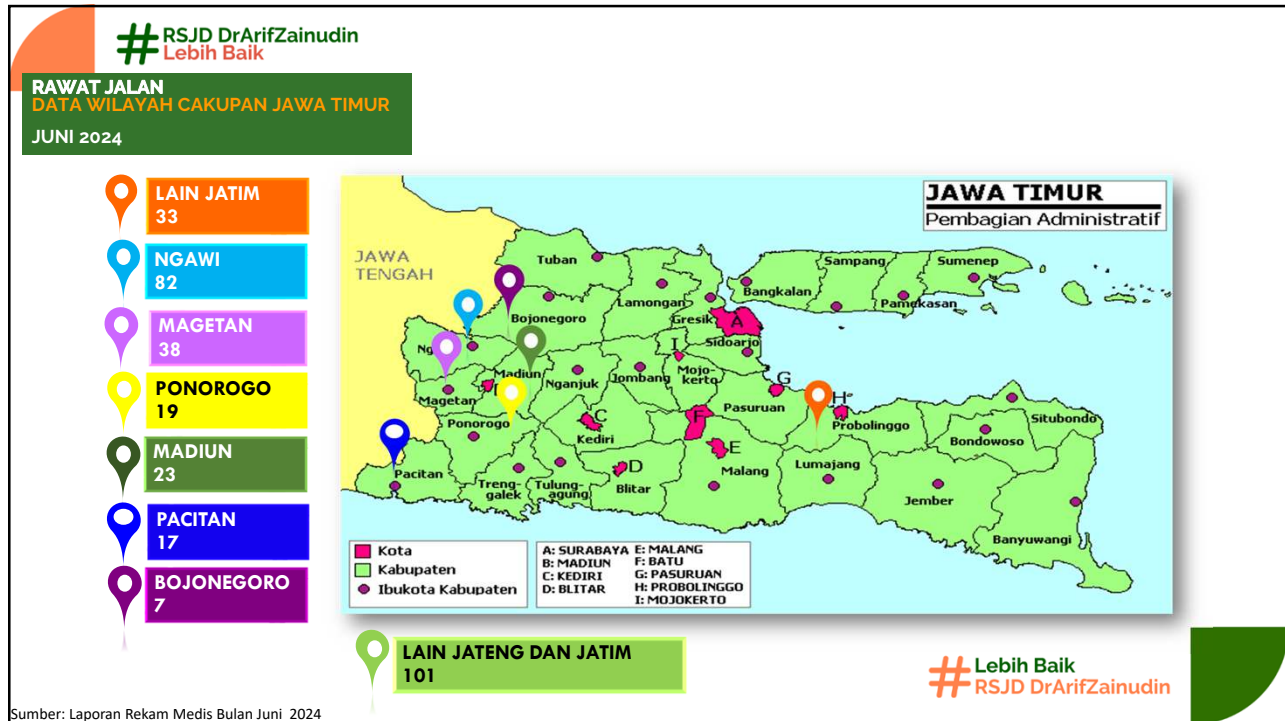 #RSJD DrArifZainudin
Lebih Baik
RAWAT JALAN
DATA WILAYAH CAKUPAN JAWA TIMUR
JUNI 2024
LAIN JATIM
33
NGAWI
82
MAGETAN
38
PONOROGO
19
MADIUN
23
PACITAN
17
BOJONEGORO
7
JAWA TIMUR
Pembagian Administratif
JAWA
TENGAH
Tuban
Sampang
Sumenep
Bangkalan
Pamekasan
Lamongan
Gresik
A
Bojonegoro
Sidoarjo
I
Ng
Mojo-
kerto
Madiun
Nganjuk
Jombang
G
Magetan
Pasuruan
H
Probolinggo
Situbondo
Ponorogo
C
F
Kediri
Bondowoso
E
Pacitan
Treng-
galek
Tulung-
agung
D
Blitar
Malang
Lumajang
Jember
Banyuwangi
Kota
Kabupaten
Ibukota Kabupaten
A: SURABAYA E: MALANG
B: MADIUN F: BATU
C: KEDIRI G: PASURUAN
D: BLITAR H: PROBOLINGGO
I: MOJOKERTO
LAIN JATENG DAN JATIM
101
#Lebih Baik
RSJD DrArifZainudin
Sumber: Laporan Rekam Medis Bulan Juni 2024